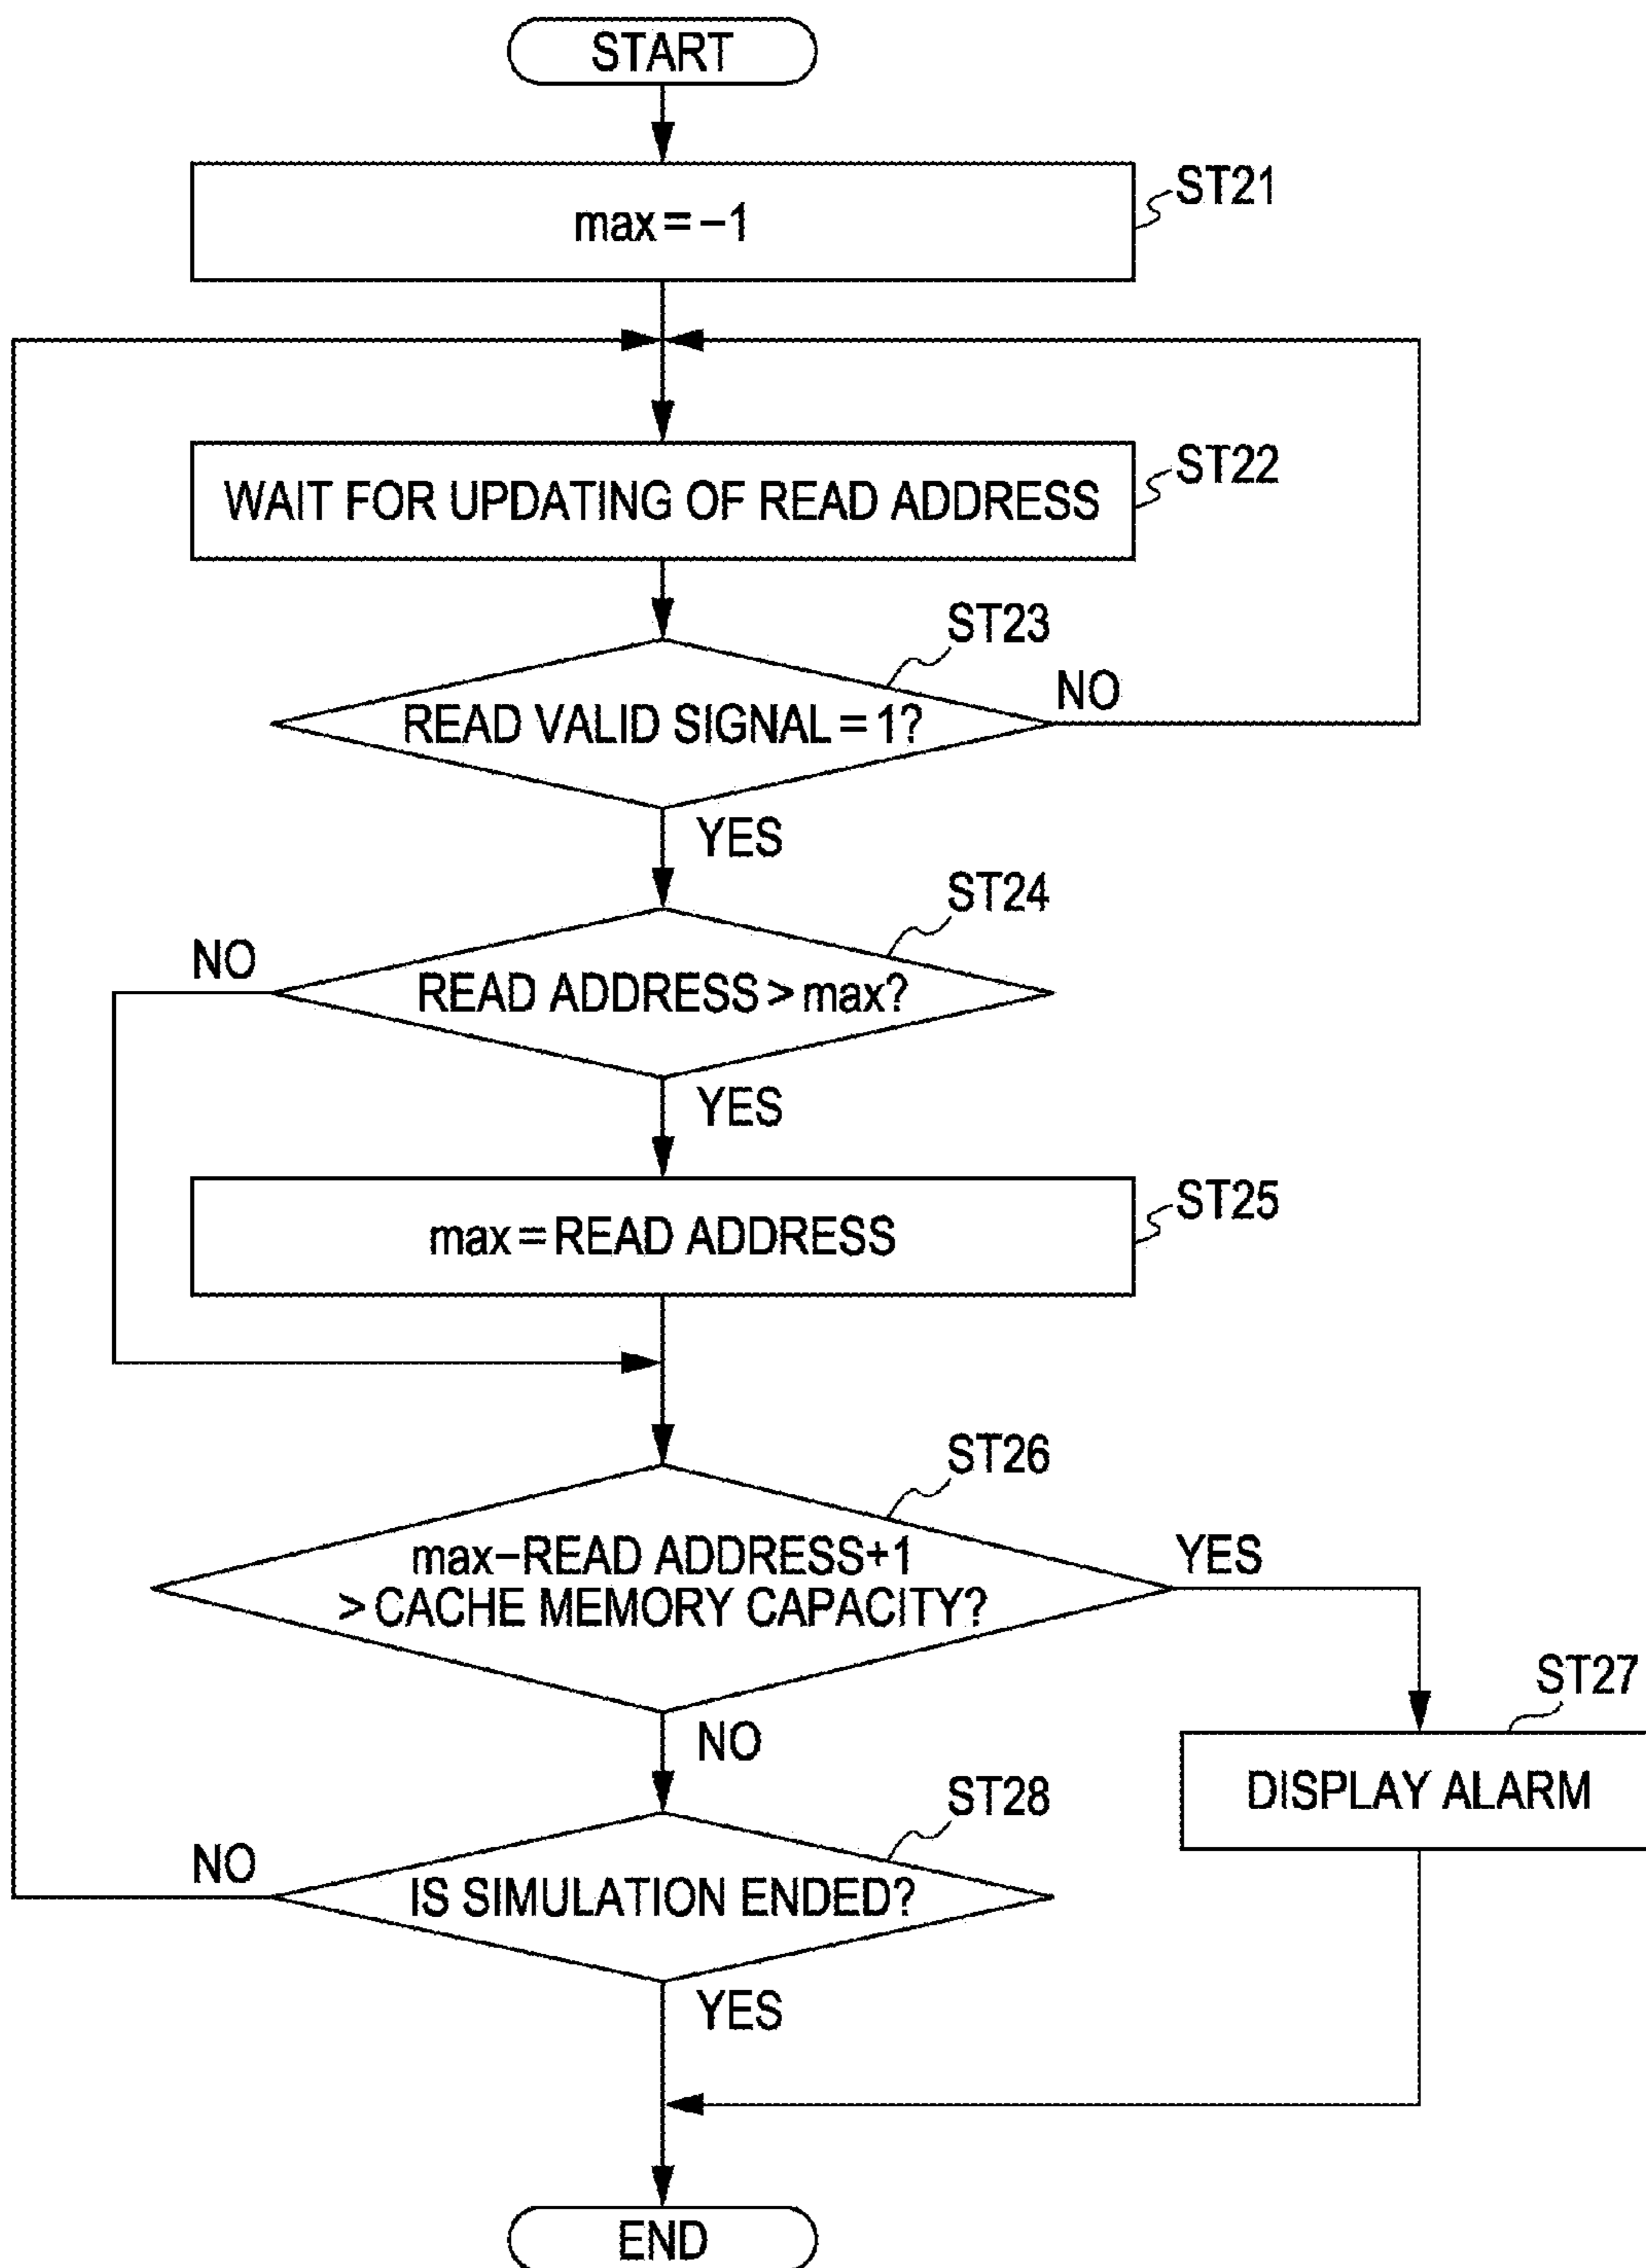 START
max=–1
ST21
WAIT FOR UPDATING OF READ ADDRESS
ST22
ST23
READ VALID SIGNAL=1?
NO
YES
ST24
NO
READ ADDRESS>max?
YES
max=READ ADDRESS
ST25
ST26
max–READ ADDRESS+1
>CACHE MEMORY CAPACITY?
YES
NO
ST27
DISPLAY ALARM
ST28
NO
IS SIMULATION ENDED?
YES
END